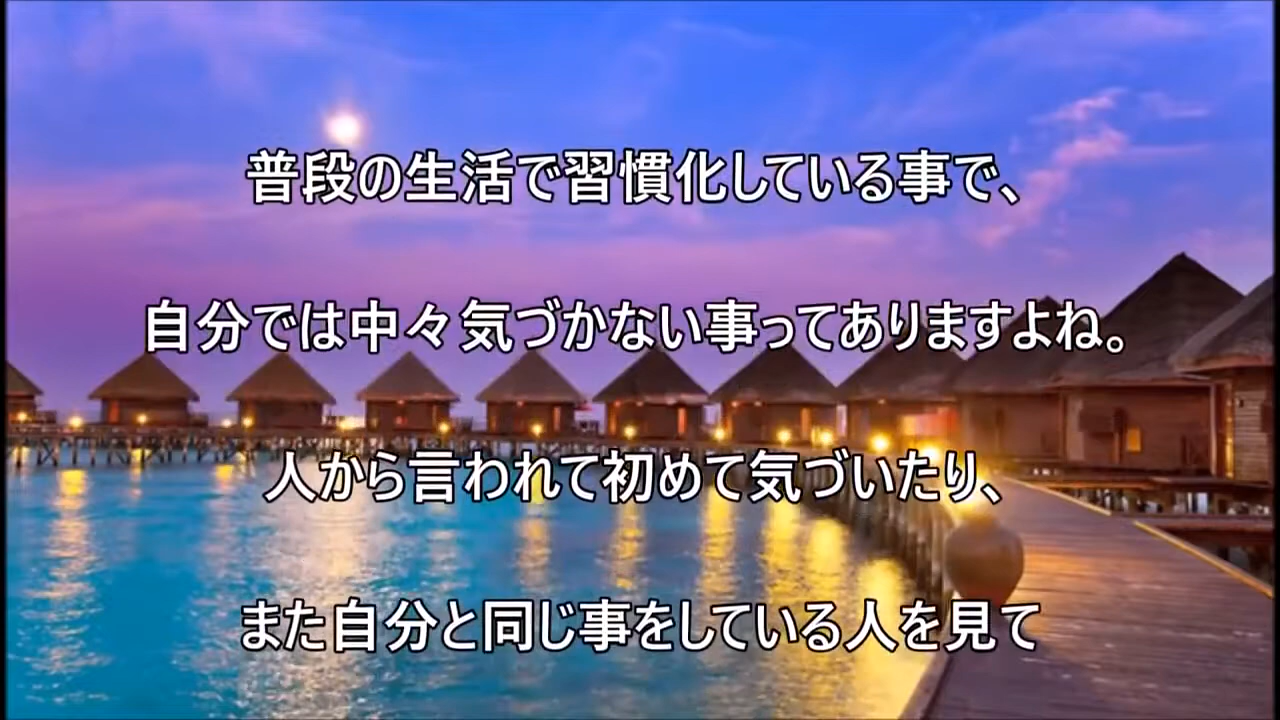 普段の生活で習慣化している事で、
自分では中々気づかない事ってありますよね。
人から言われて初めて気づいたり、
また自分と同じ事をしている人を見て